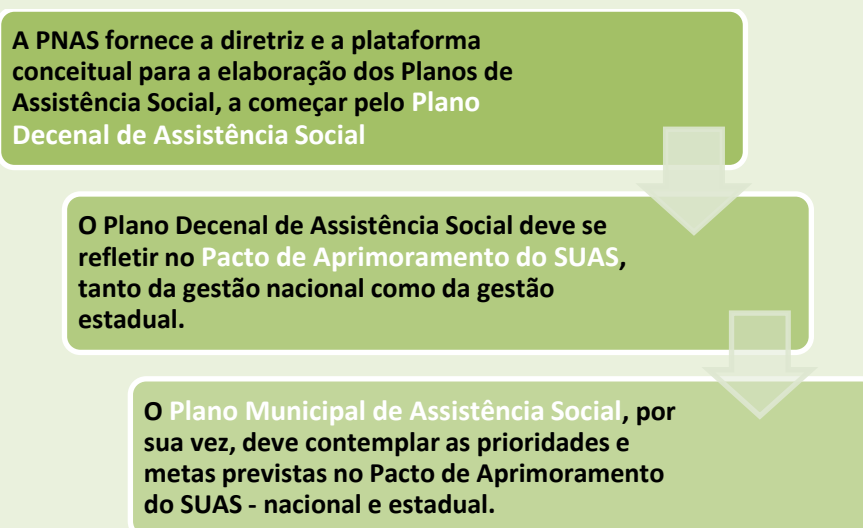 A PNAS fornece a diretriz e a plataforma
conceitual para a elaboração dos Planos de
Assistência Social, a começar pelo Plano
Decenal de Assistência Social
O Plano Decenal de Assistência Social deve se
refletir no Pacto de Aprimoramento do SUAS,
tanto da gestão nacional como da gestão
estadual.
O Plano Municipal de Assistência Social, por
sua vez, deve contemplar as prioridades e
metas previstas no Pacto de Aprimoramento
do SUAS - nacional e estadual.